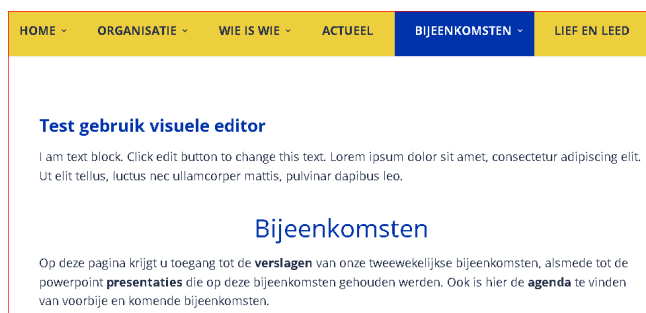 HOME ORGANISATIE WIE IS WIE ACTUEEL BIJEENKOMSTEN LIEF EN LEED
Test gebruik visuele editor
I am text block. Click edit button to change this text. Lorem ipsum dolor sit amet, consectetur adipiscing elit.
Ut elit tellus, luctus nec ullamcorper mattis, pulvinar dapibus leo.
Bijeenkomsten
Op deze pagina krijgt u toegang tot de verslagen van onze tweewekelijkse bijeenkomsten, alsmede tot de
powerpoint presentaties die op deze bijeenkomsten gehouden werden. Ook is hier de agenda te vinden
van voorbije en komende bijeenkomsten.